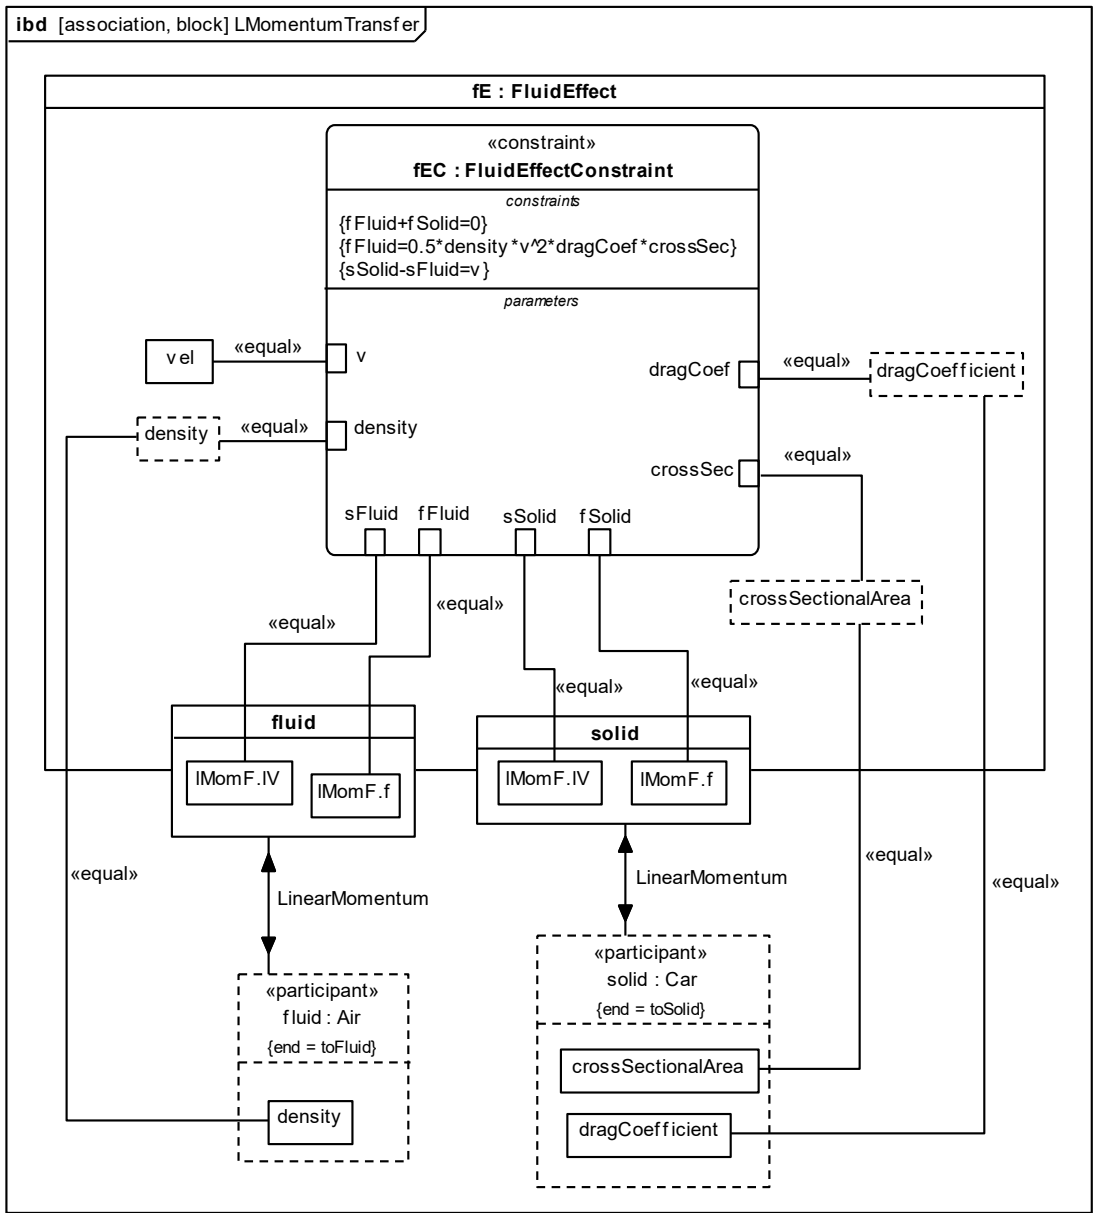 ibd [association, block] LMomentumTransfer
fE : FluidEffect
«constraint»
fEC : FluidEffectConstraint
constraints
{fFluid+fSolid=0}
{fFluid=0.5*density*v^2*dragCoef*crossSec}
{sSolid-sFluid=v}
parameters
vel
«equal»
v
dragCoef
«equal»
dragCoefficient
density
«equal»
density
crossSec
«equal»
sFluid
fFluid
sSolid
fSolid
crossSectionalArea
«equal»
«equal»
«equal»
«equal»
fluid
solid
lMomF.lV
lMomF.f
lMomF.lV
lMomF.f
«equal»
«equal»
«equal»
LinearMomentum
LinearMomentum
«participant»
fluid : Air
{end = toFluid}
density
«participant»
solid : Car
{end = toSolid}
crossSectionalArea
dragCoefficient